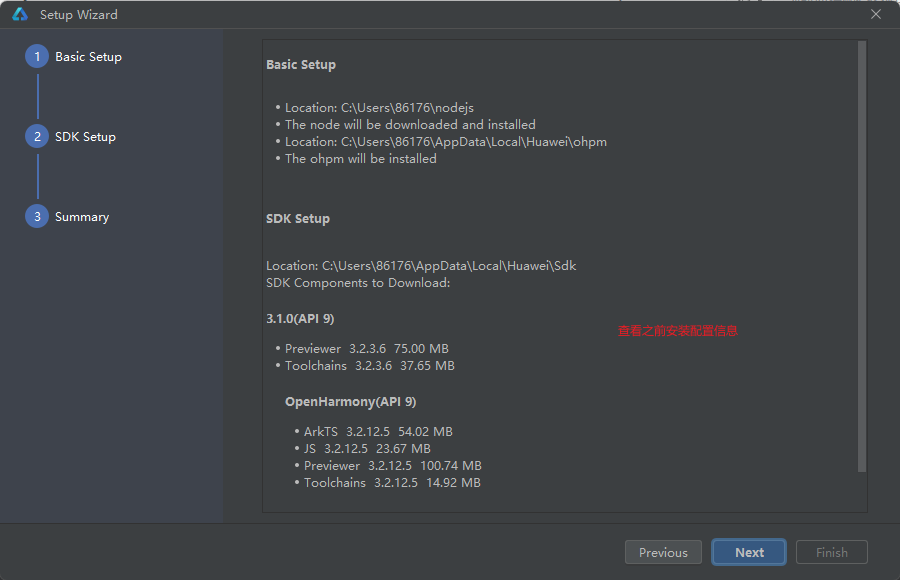 Setup Wizard
1 Basic Setup
2 SDK Setup
3 Summary
Basic Setup
• Location: C:\Users\86176\nodejs
• The node will be downloaded and installed
• Location: C:\Users\86176\AppData\Local\Huawei\ohpm
• The ohpm will be installed
SDK Setup
Location: C:\Users\86176\AppData\Local\Huawei\Sdk
SDK Components to Download:
3.1.0(API 9)
查看之前安装配置信息
• Previewer 3.2.3.6 75.00 MB
• Toolchains 3.2.3.6 37.65 MB
OpenHarmony(API 9)
• ArkTS 3.2.12.5 54.02 MB
• JS 3.2.12.5 23.67 MB
• Previewer 3.2.12.5 100.74 MB
• Toolchains 3.2.12.5 14.92 MB
Previous
Next
Finish